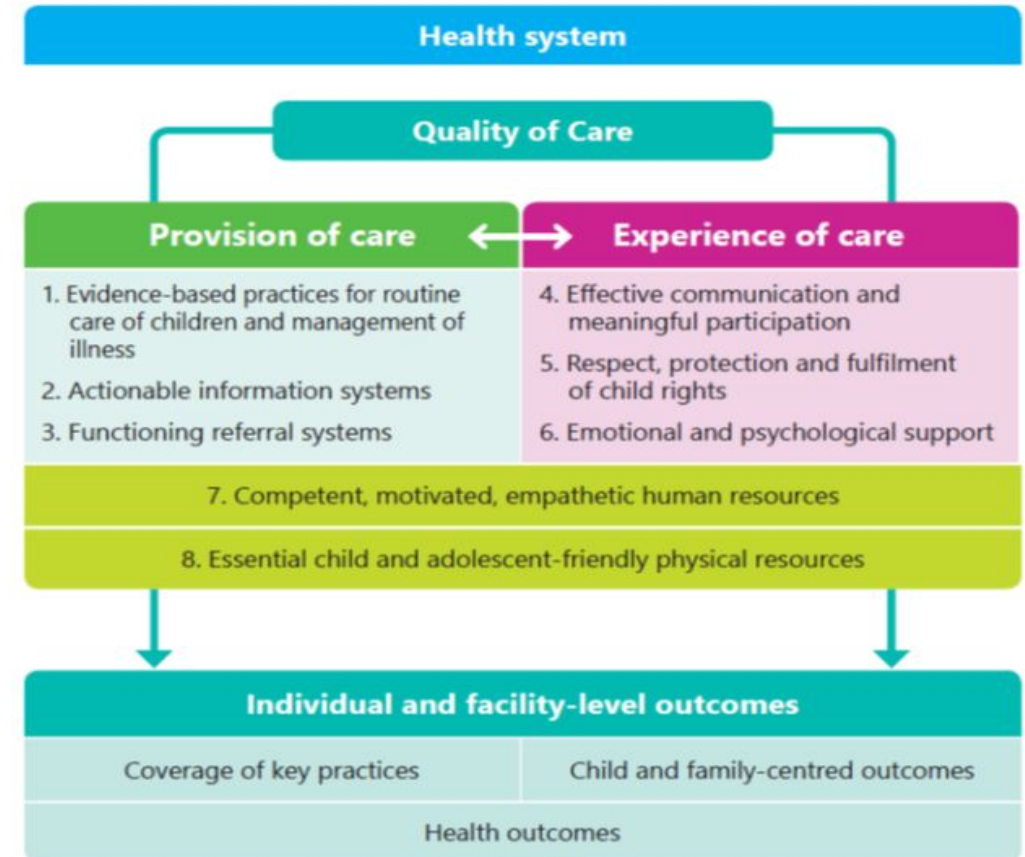 Health system
Quality of Care
Provision of care
Experience of care
1. Evidence-based practices for routine
care of children and management of
illness
2. Actionable information systems
3. Functioning referral systems
4. Effective communication and
meaningful participation
5. Respect, protection and fulfilment
of child rights
6. Emotional and psychological support
7. Competent, motivated, empathetic human resources
8. Essential child and adolescent-friendly physical resources
Individual and facility-level outcomes
Coverage of key practices
Child and family-centred outcomes
Health outcomes